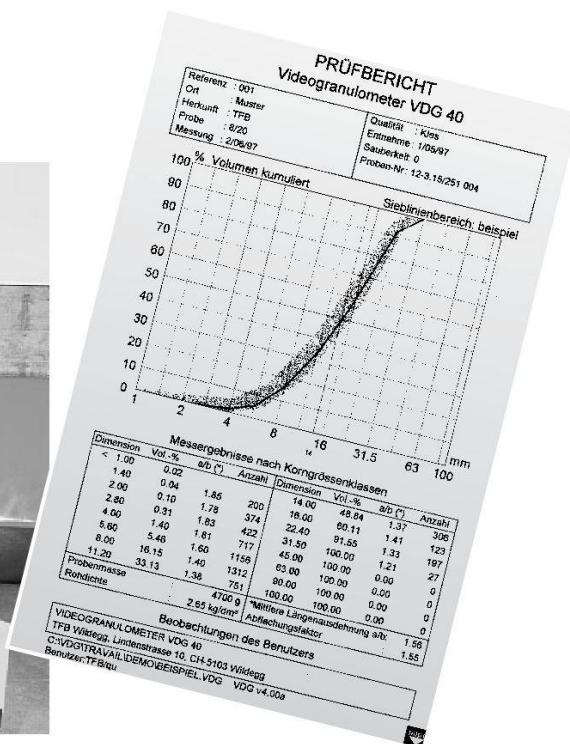 PRÜFBERICHT
Videogranulometer VDG 40
Referenz : 001
Ort : Muster
Herkunft : TFB
Probe : 6/20
Messung : 2/06/97
Qualität : Kies
Entnahme : 1/05/97
Sauberkeit: 0
Proben-Nr.: 12-3.15/251 004
% Volumen kumuliert
Sieblinienbereich: beispiel
100
90
80
70
60
50
40
30
20
10
0
1 2 4 8 14 16 31.5 63 100 mm
Messergebnisse nach Korngrössenklassen
Dimension Vol.-% a/b (*) Anzahl Dimension Vol.-% a/b (*) Anzahl
< 1.00 0.02 14.00 48.84 1.37 306
1.40 0.04 1.85 200 16.00 60.11 1.41 123
2.00 0.10 1.78 374 22.40 91.55 1.33 197
2.80 0.31 1.83 422 31.50 100.00 1.21 27
4.00 1.40 1.81 717 45.00 100.00 0.00 0
5.60 5.46 1.60 1156 63.00 100.00 0.00 0
8.00 16.15 1.40 1312 90.00 100.00 0.00 0
11.20 33.13 1.38 751 100.00 100.00 0.00 0
Probenmasse 4700 g *Mittlere Längenausdehnung a/b: 1.56
Rohdichte 2.65 kg/dm³ Abflachungsfaktor 1.55
Beobachtungen des Benutzers
VIDEOGRANULOMETER VDG 40
TFB Wildegg, Lindenstrasse 10, CH-5103 Wildegg
C:\VDG\TRAVAIL\DEMO\BEISPIEL.VDG VDG v4.00a
Benutzer:TFB/qu